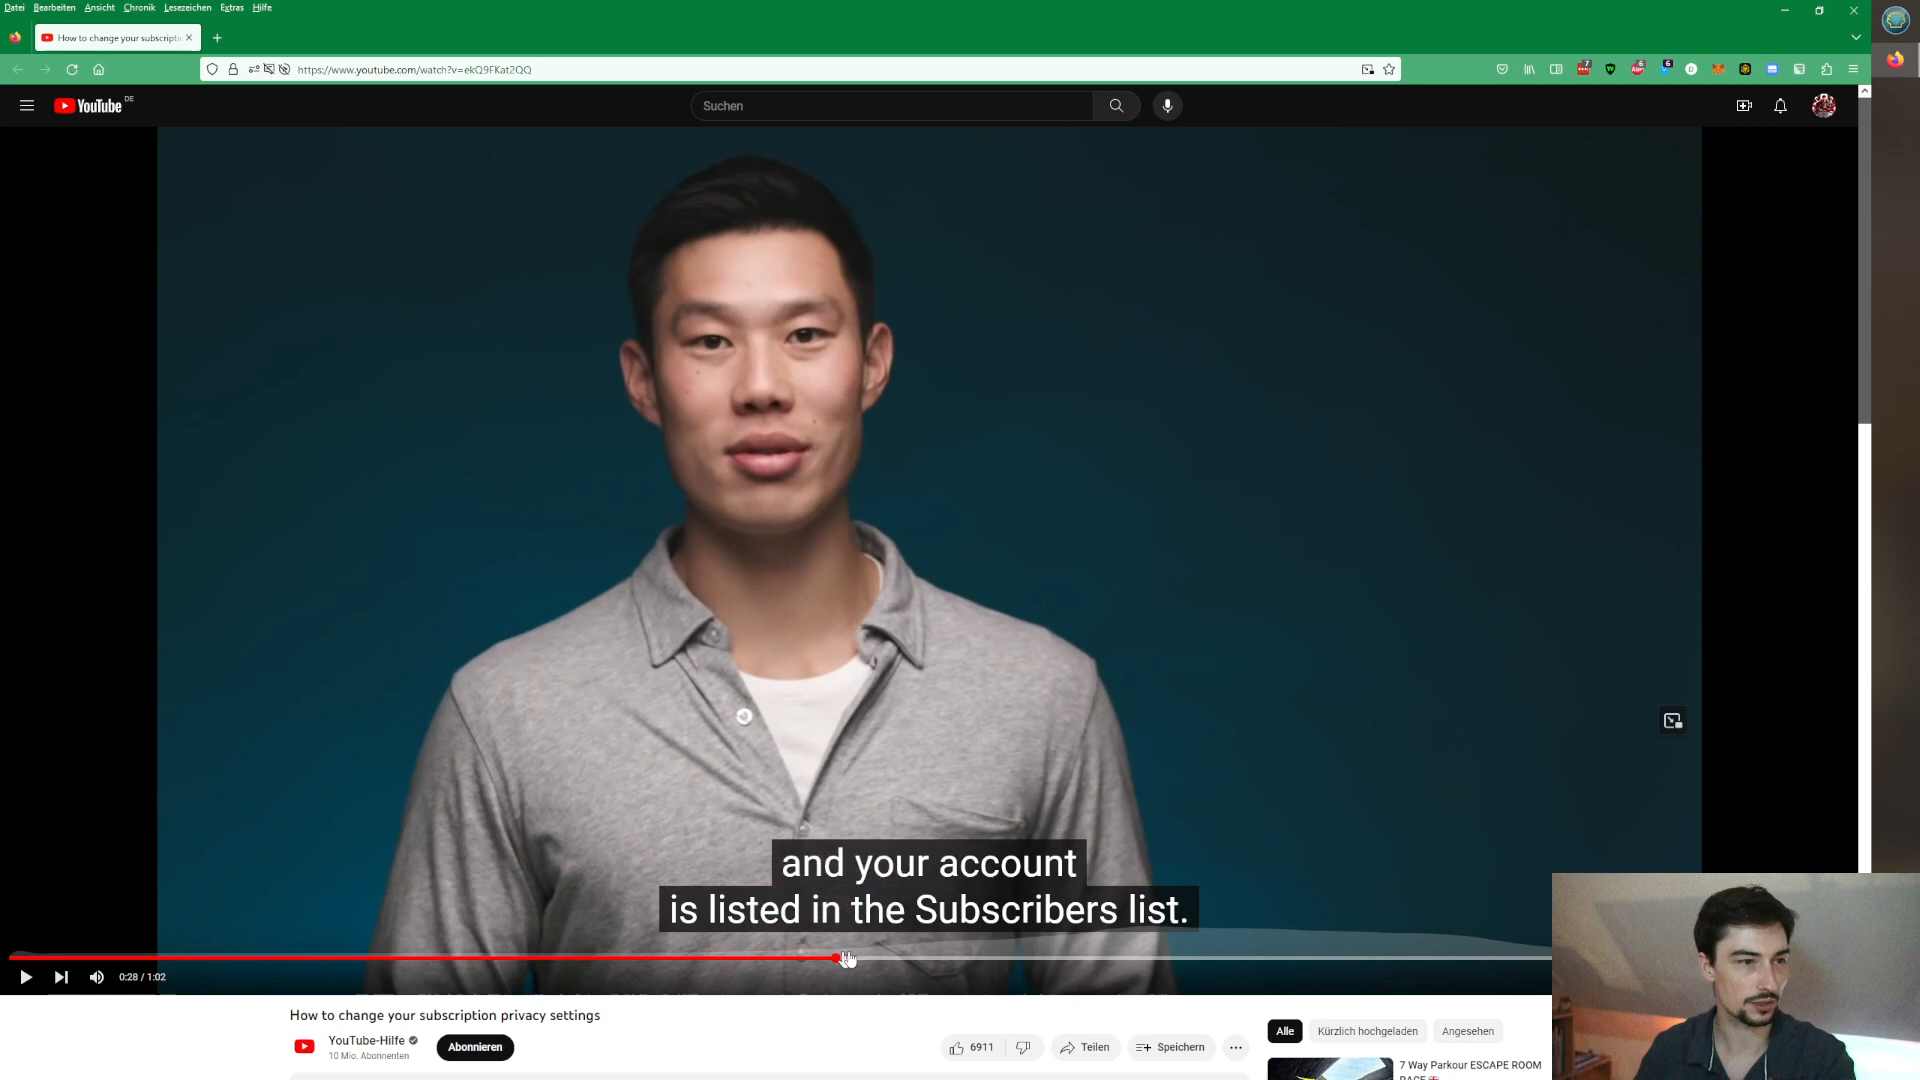 Datei Bearbeiten Ansicht Chronik Lesezeichen Extras Hilfe
How to change your subscripti
https://www.youtube.com/watch?v=ekQ9FKat2QQ
7
6
6
YouTube DE
Suchen
and your account
is listed in the Subscribers list.
0:28 / 1:02
How to change your subscription privacy settings
YouTube-Hilfe
10 Mio. Abonnenten
Abonnieren
6911
Teilen
Speichern
Alle
Kürzlich hochgeladen
Angesehen
7 Way Parkour ESCAPE ROOM